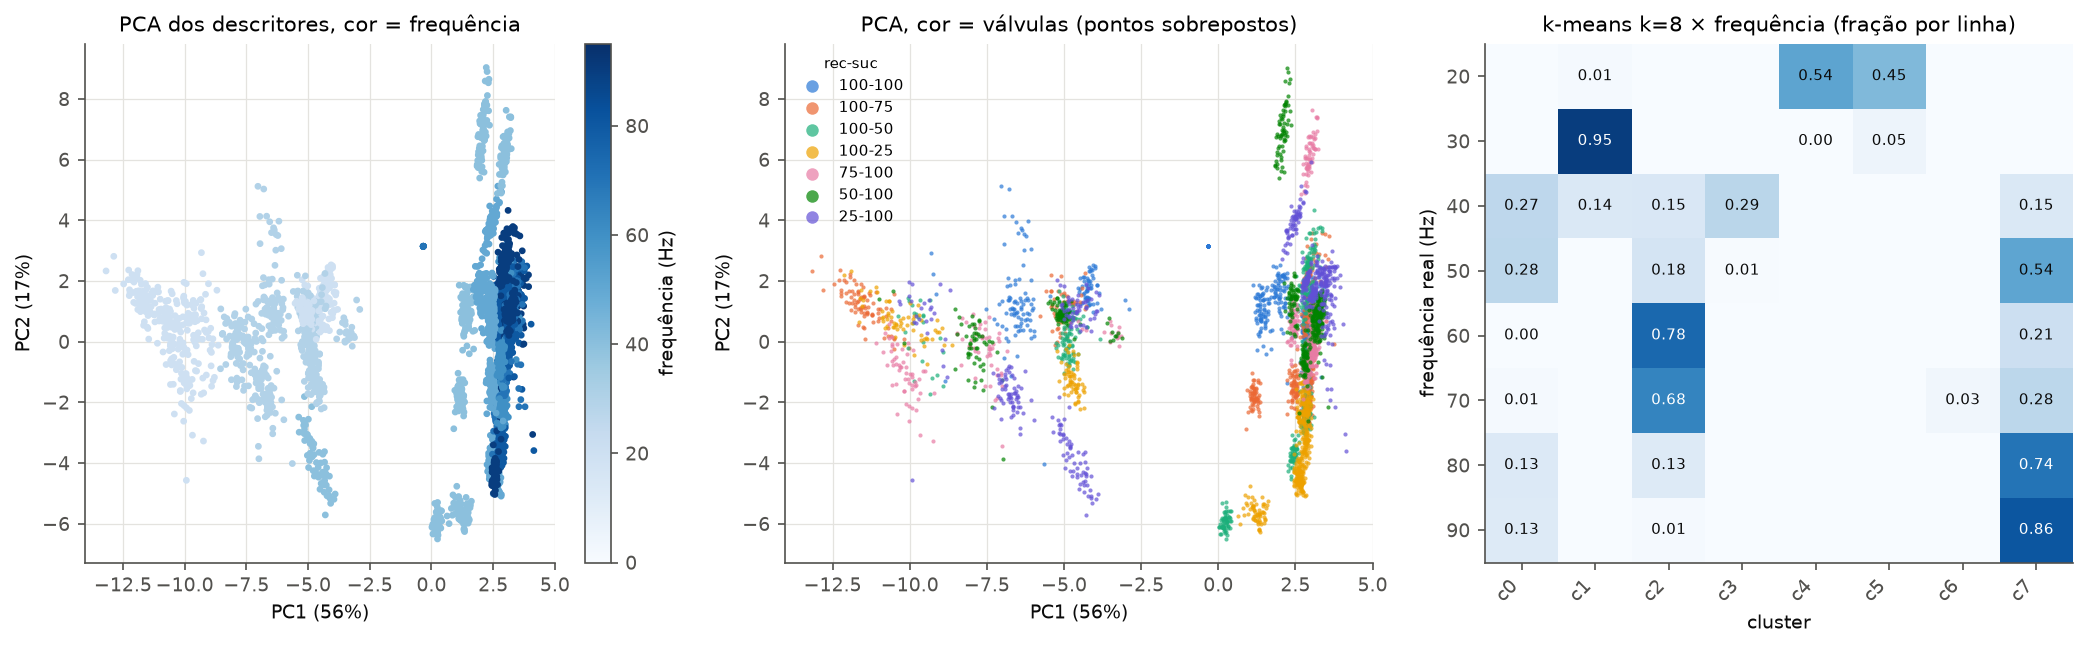 PCA dos descritores, cor = frequência
8
6
4
2
0
−2
−4
−6
PC2 (17%)
−12.5 −10.0 −7.5 −5.0 −2.5 0.0 2.5 5.0
PC1 (56%)
80
60
40
20
0
frequência (Hz)
PCA, cor = válvulas (pontos sobrepostos)
rec-suc
100-100
100-75
100-50
100-25
75-100
50-100
25-100
8
6
4
2
0
−2
−4
−6
PC2 (17%)
−12.5 −10.0 −7.5 −5.0 −2.5 0.0 2.5 5.0
PC1 (56%)
k-means k=8 × frequência (fração por linha)
frequência real (Hz)
20 0.01 0.54 0.45
30 0.95 0.00 0.05
40 0.27 0.14 0.15 0.29 0.15
50 0.28 0.18 0.01 0.54
60 0.00 0.78 0.21
70 0.01 0.68 0.03 0.28
80 0.13 0.13 0.74
90 0.13 0.01 0.86
c0 c1 c2 c3 c4 c5 c6 c7
cluster